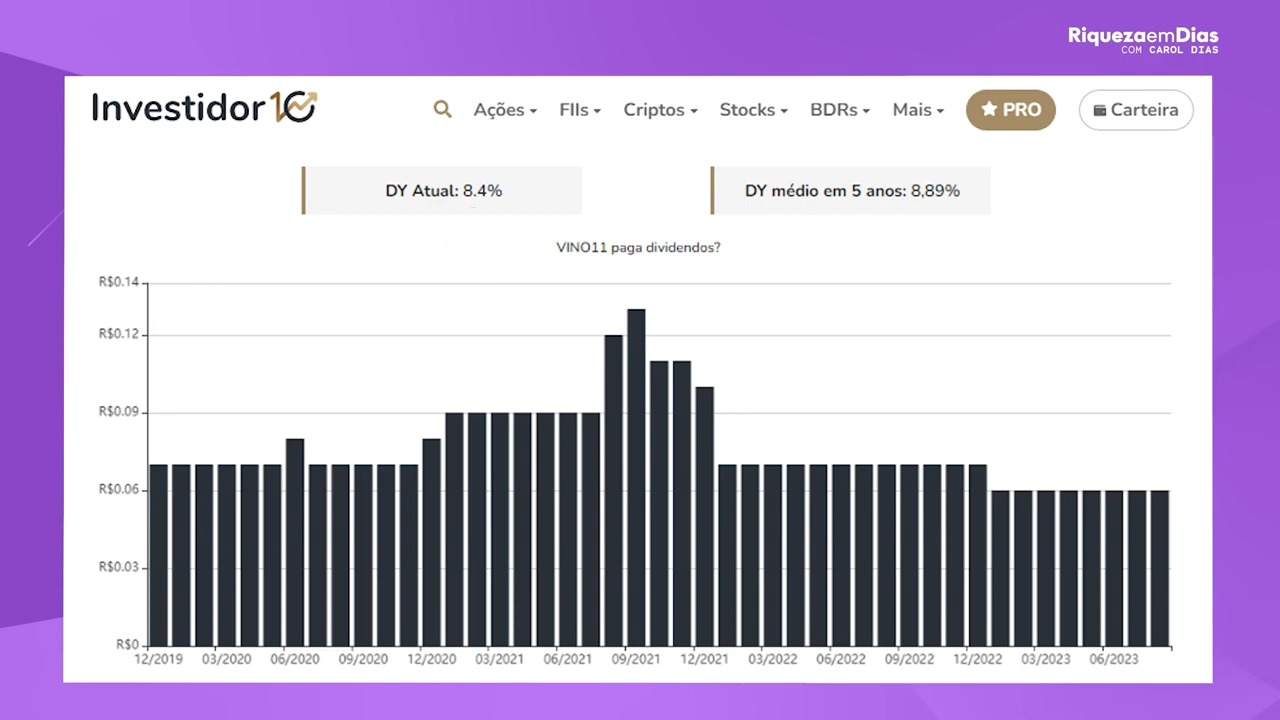 RiquezaemDias
COM CAROL DIAS
Investidor 10
Ações
FIIs
Criptos
Stocks
BDRs
Mais
PRO
Carteira
DY Atual: 8.4%
DY médio em 5 anos: 8,89%
VINO11 paga dividendos?
R$0.14
R$0.12
R$0.09
R$0.06
R$0.03
R$0
12/2019 03/2020 06/2020 09/2020 12/2020 03/2021 06/2021 09/2021 12/2021 03/2022 06/2022 09/2022 12/2022 03/2023 06/2023